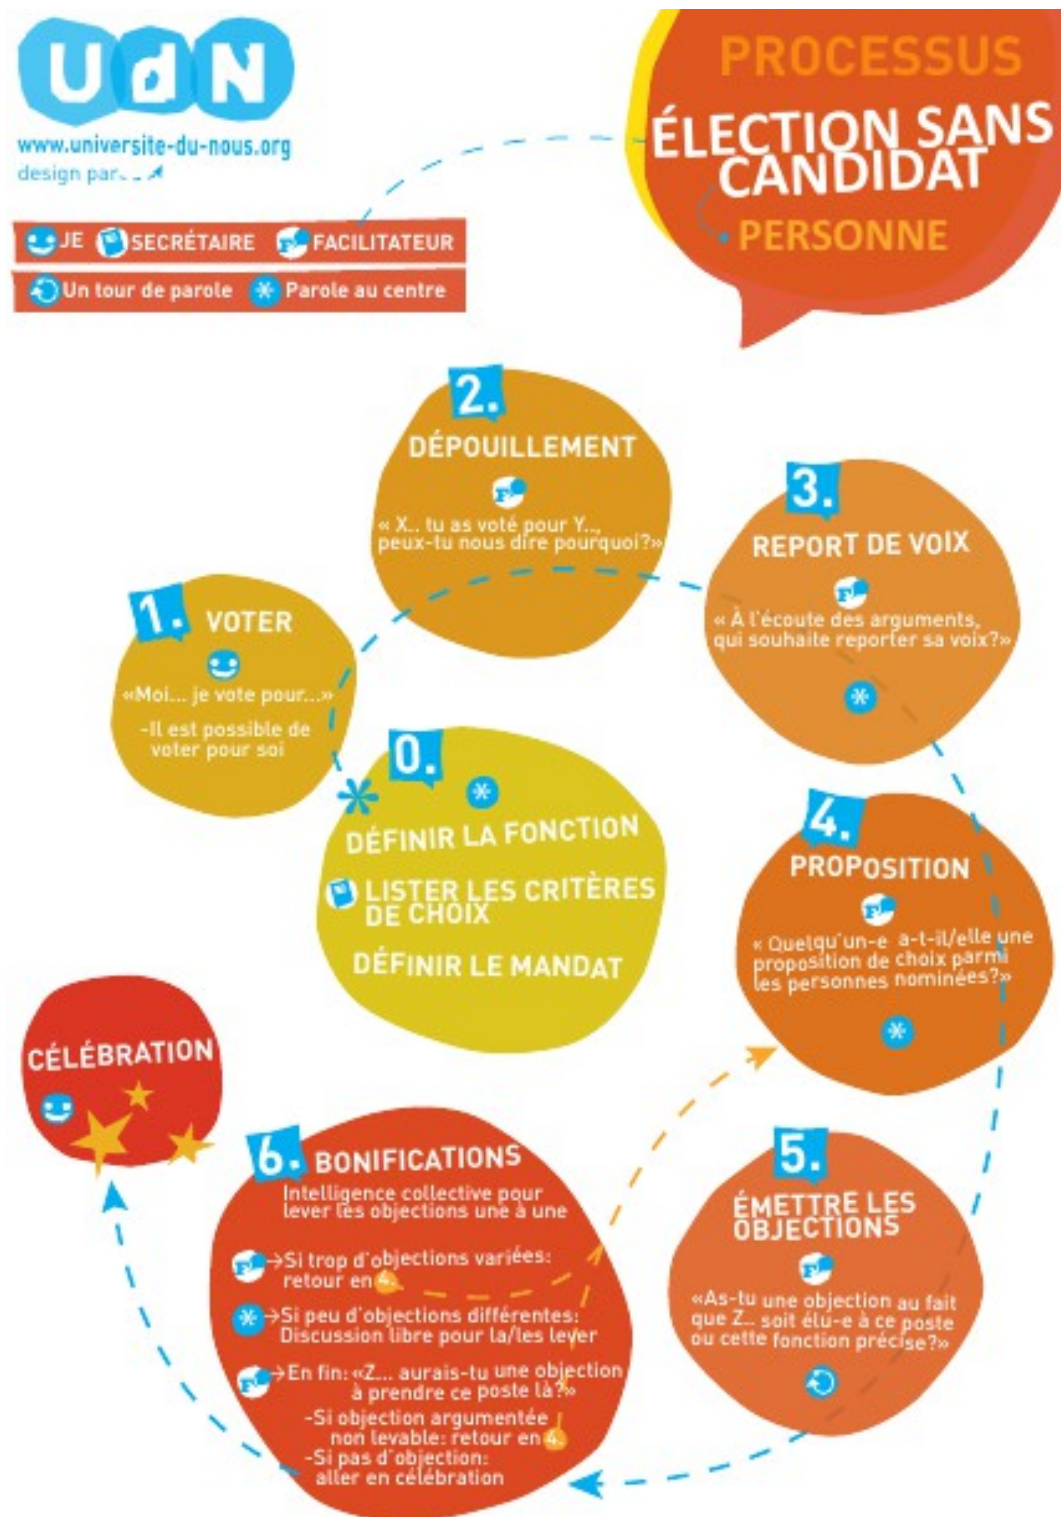 UdN
www.universite-du-nous.org
design par
PROCESSUS
ÉLECTION SANS
CANDIDAT
PERSONNE
JE SECRÉTAIRE F FACILITATEUR
Un tour de parole * Parole au centre
2.
DÉPOUILLEMENT
F
« X.. tu as voté pour Y..,
peux-tu nous dire pourquoi?»
3.
REPORT DE VOIX
F
« À l'écoute des arguments,
qui souhaite reporter sa voix?»
*
1. VOTER
«Moi... je vote pour...»
-Il est possible de
voter pour soi
0.
*
DÉFINIR LA FONCTION
LISTER LES CRITÈRES
DE CHOIX
DÉFINIR LE MANDAT
4.
PROPOSITION
F
« Quelqu'un-e a-t-il/elle une
proposition de choix parmi
les personnes nominées?»
*
5.
ÉMETTRE LES
OBJECTIONS
F
«As-tu une objection au fait
que Z.. soit élu-e à ce poste
ou cette fonction précise?»
6. BONIFICATIONS
Intelligence collective pour
lever les objections une à une
F →Si trop d'objections variées:
retour en 4.
* →Si peu d'objections différentes:
Discussion libre pour la/les lever
F →En fin: «Z... aurais-tu une objection
à prendre ce poste là?»
-Si objection argumentée
non levable: retour en 4.
-Si pas d'objection:
aller en célébration
CÉLÉBRATION